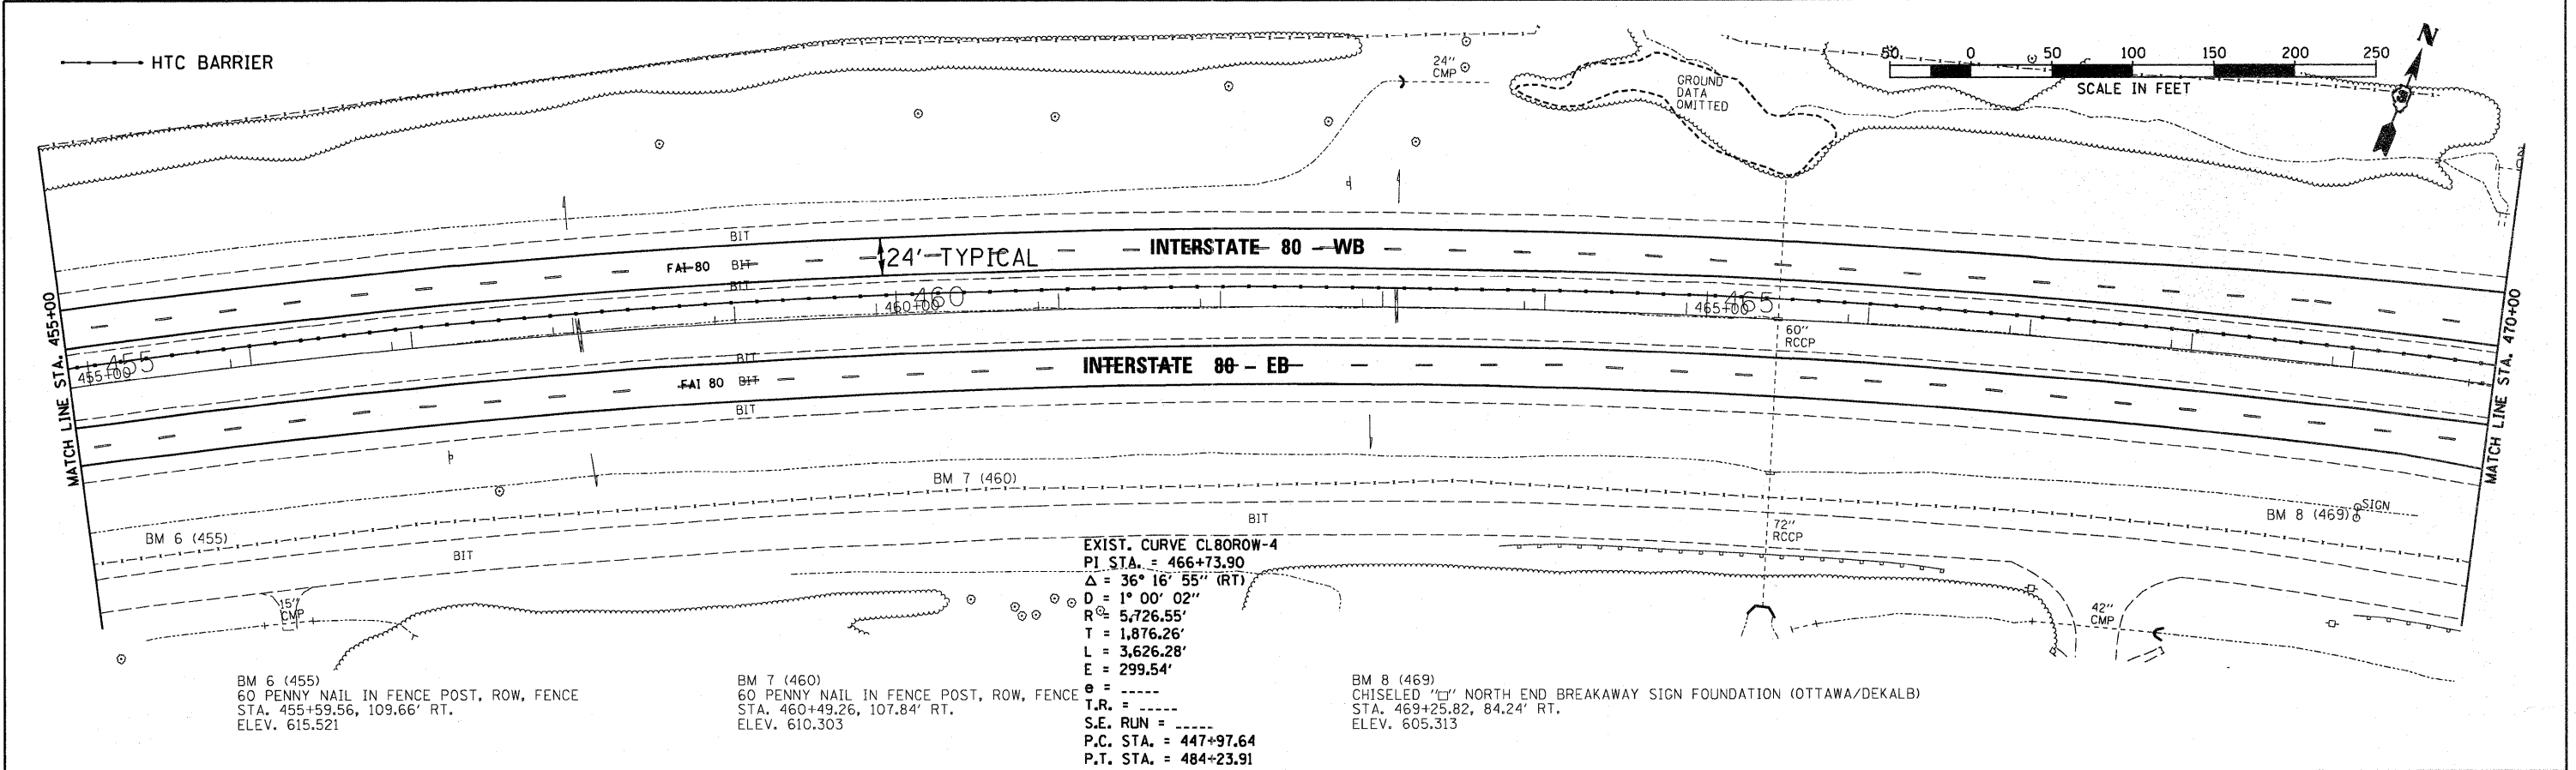 HTC BARRIER
24"
CMP
GROUND
DATA
OMITTED
50 0 50 100 150 200 250
SCALE IN FEET
N
BIT
24' TYPICAL
INTERSTATE 80 - WB
FAI 80 BIT
BIT
460
460+00
465
465+00
455
455+00
MATCH LINE STA. 455+00
MATCH LINE STA. 470+00
60"
RCCP
BIT
INTERSTATE 80 - EB
FAI 80 BIT
BIT
BM 7 (460)
BM 6 (455)
BIT
BIT
72"
RCCP
BM 8 (469)
SIGN
15"
CMP
42"
CMP
EXIST. CURVE CL80ROW-4
PI STA. = 466+73.90
Δ = 36° 16' 55" (RT)
D = 1° 00' 02"
R = 5,726.55'
T = 1,876.26'
L = 3,626.28'
E = 299.54'
e = -----
T.R. = -----
S.E. RUN = -----
P.C. STA. = 447+97.64
P.T. STA. = 484+23.91
BM 6 (455)
60 PENNY NAIL IN FENCE POST, ROW, FENCE
STA. 455+59.56, 109.66' RT.
ELEV. 615.521
BM 7 (460)
60 PENNY NAIL IN FENCE POST, ROW, FENCE
STA. 460+49.26, 107.84' RT.
ELEV. 610.303
BM 8 (469)
CHISELED "□" NORTH END BREAKAWAY SIGN FOUNDATION (OTTAWA/DEKALB)
STA. 469+25.82, 84.24' RT.
ELEV. 605.313